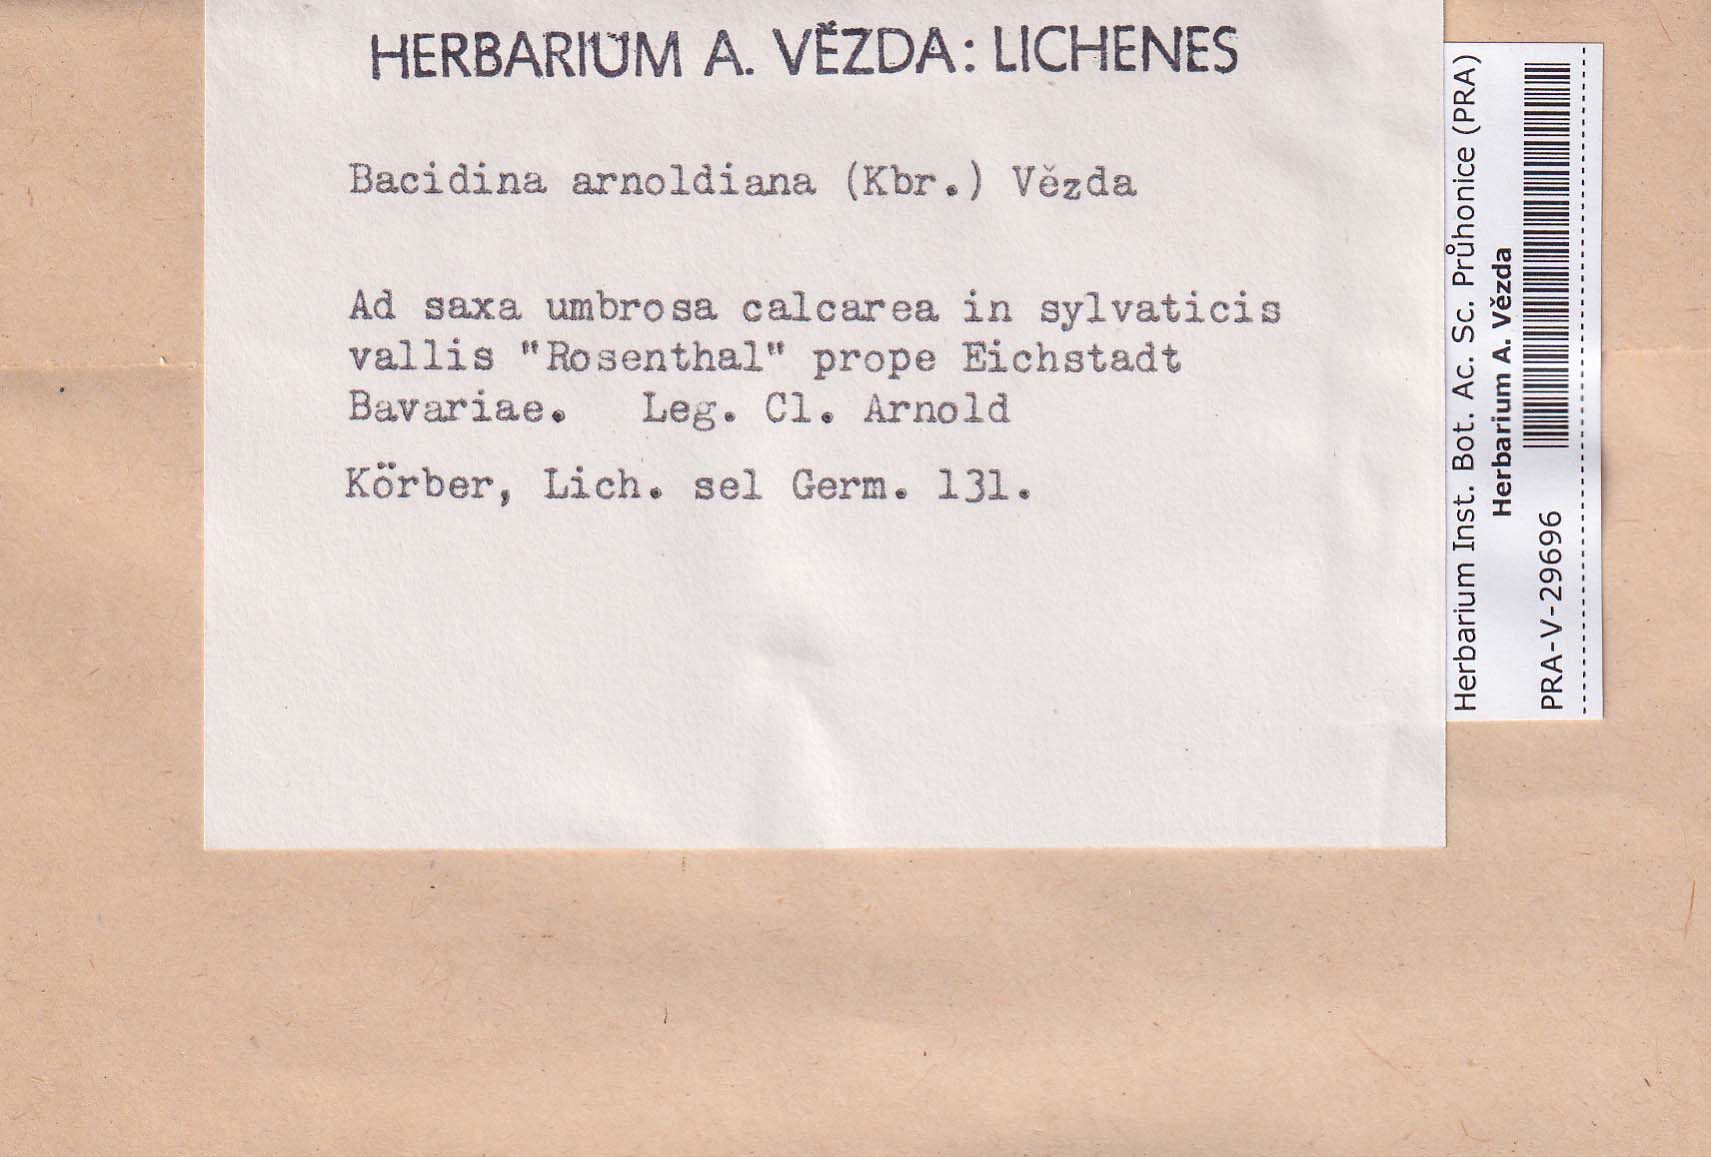 HERBARIUM A. VĚZDA: LICHENES
Bacidina arnoldiana (Kbr.) Vězda
Ad saxa umbrosa calcarea in sylvaticis
vallis "Rosenthal" prope Eichstadt
Bavariae. Leg. Cl. Arnold
Körber, Lich. sel Germ. 131.
Herbarium Inst. Bot. Ac. Sc. Průhonice (PRA)
Herbarium A. Vězda
PRA-V-29696